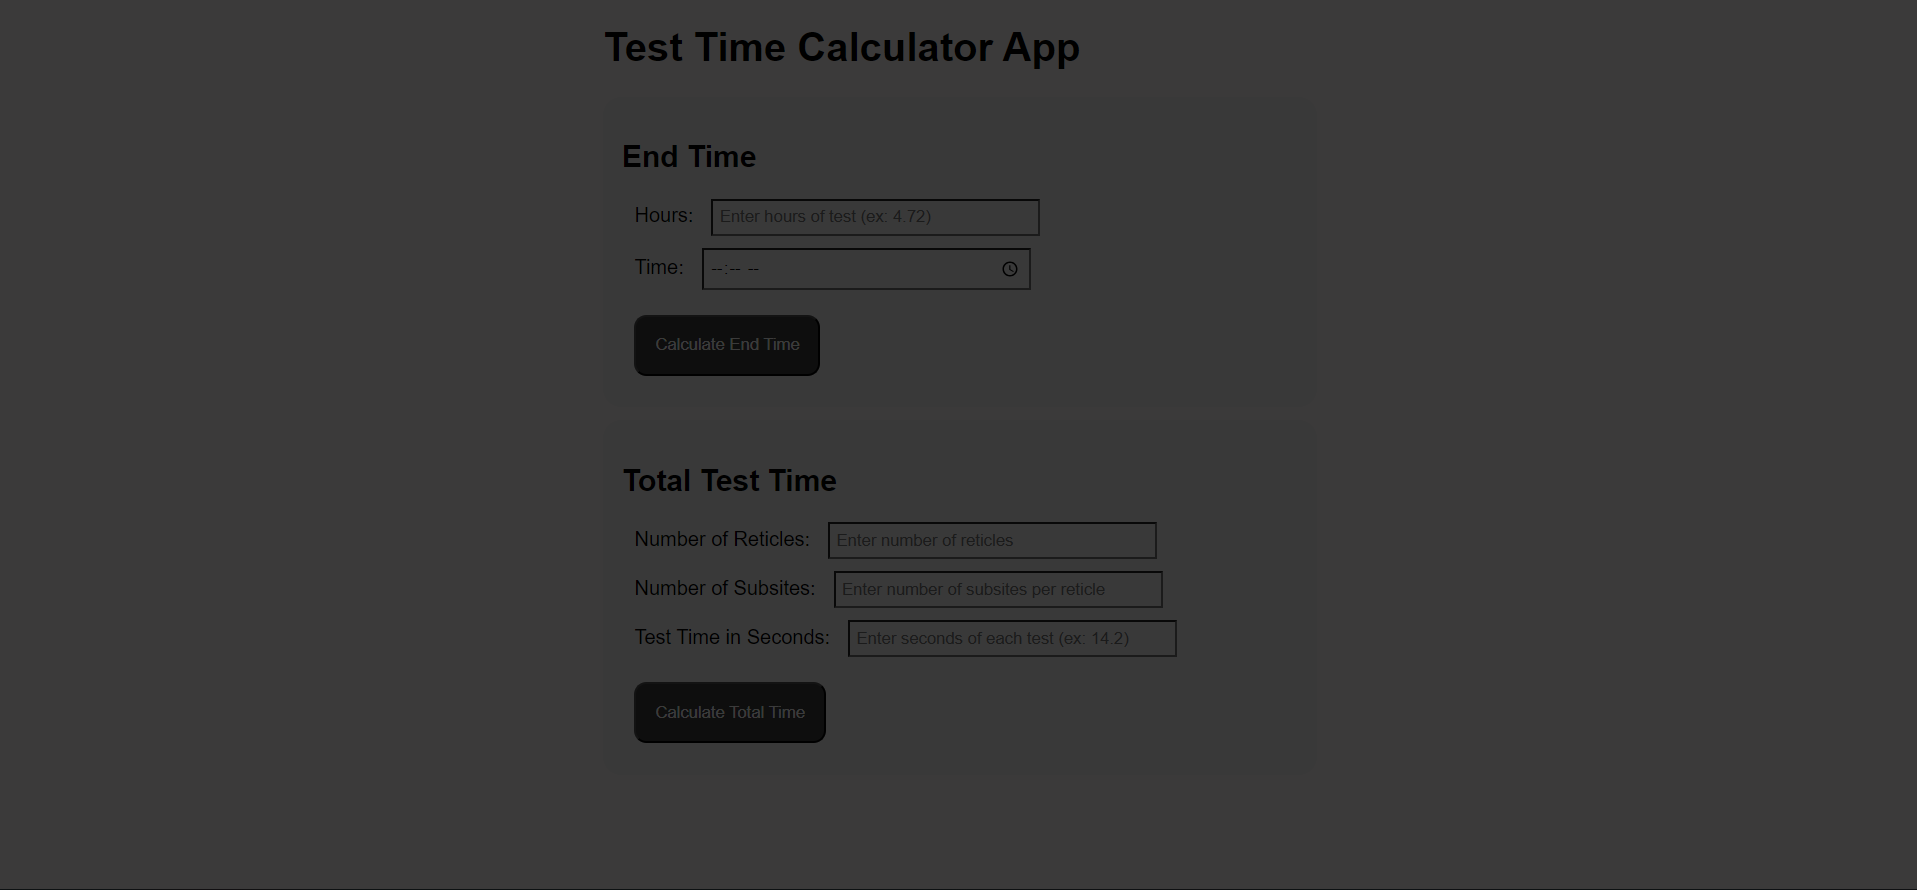 Test Time Calculator App
End Time
Hours: Enter hours of test (ex: 4.72)
Time: --:-- --
Calculate End Time
Total Test Time
Number of Reticles: Enter number of reticles
Number of Subsites: Enter number of subsites per reticle
Test Time in Seconds: Enter seconds of each test (ex: 14.2)
Calculate Total Time